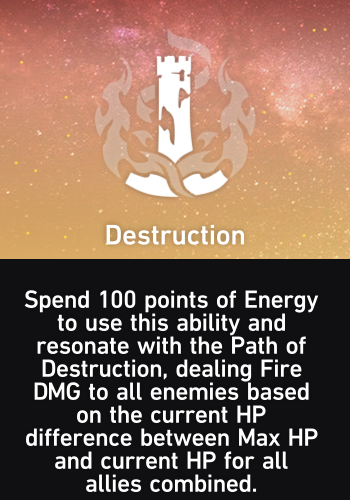 Destruction
Spend 100 points of Energy
to use this ability and
resonate with the Path of
Destruction, dealing Fire
DMG to all enemies based
on the current HP
difference between Max HP
and current HP for all
allies combined.